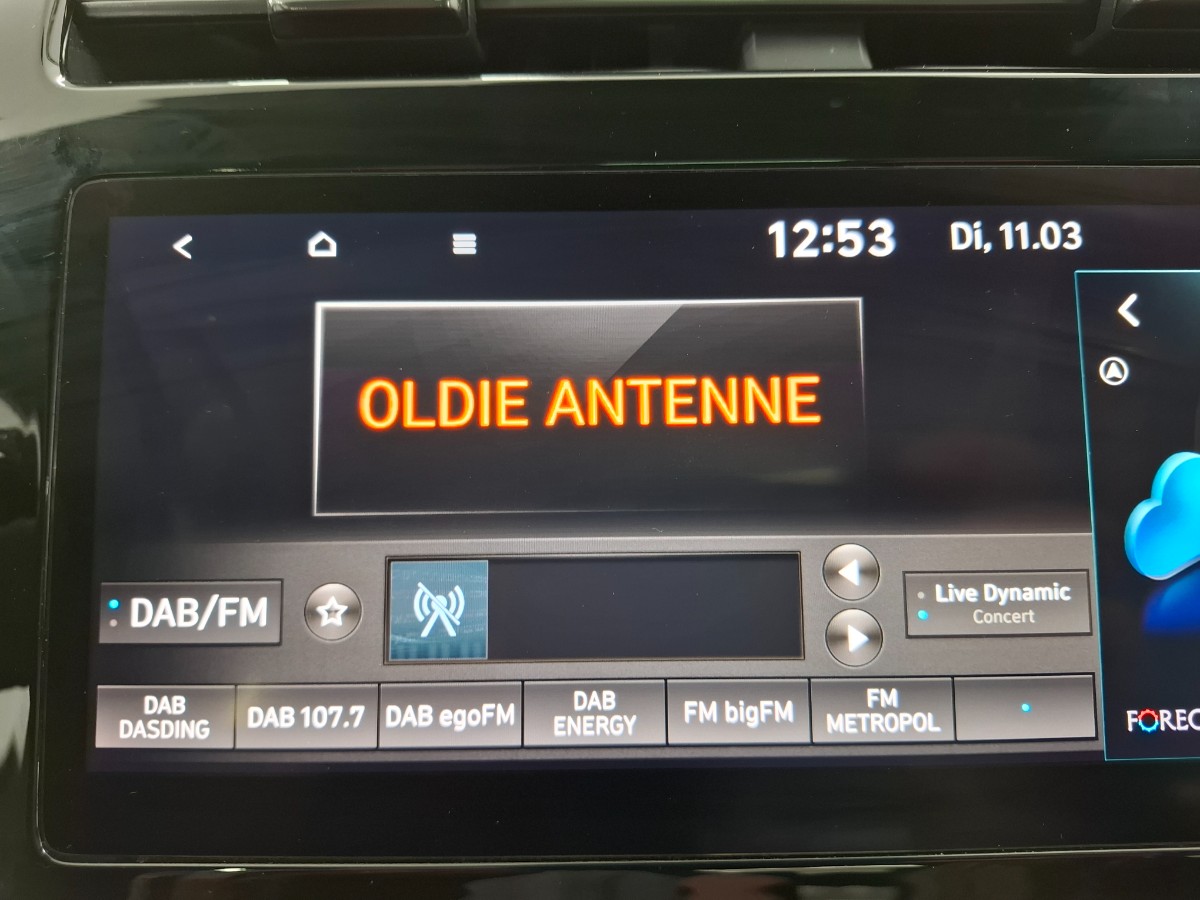 12:53 Di, 11.03
OLDIE ANTENNE
DAB/FM
Live Dynamic
Concert
DAB
DASDING
DAB 107.7
DAB egoFM
DAB
ENERGY
FM bigFM
FM
METROPOL
FOREC